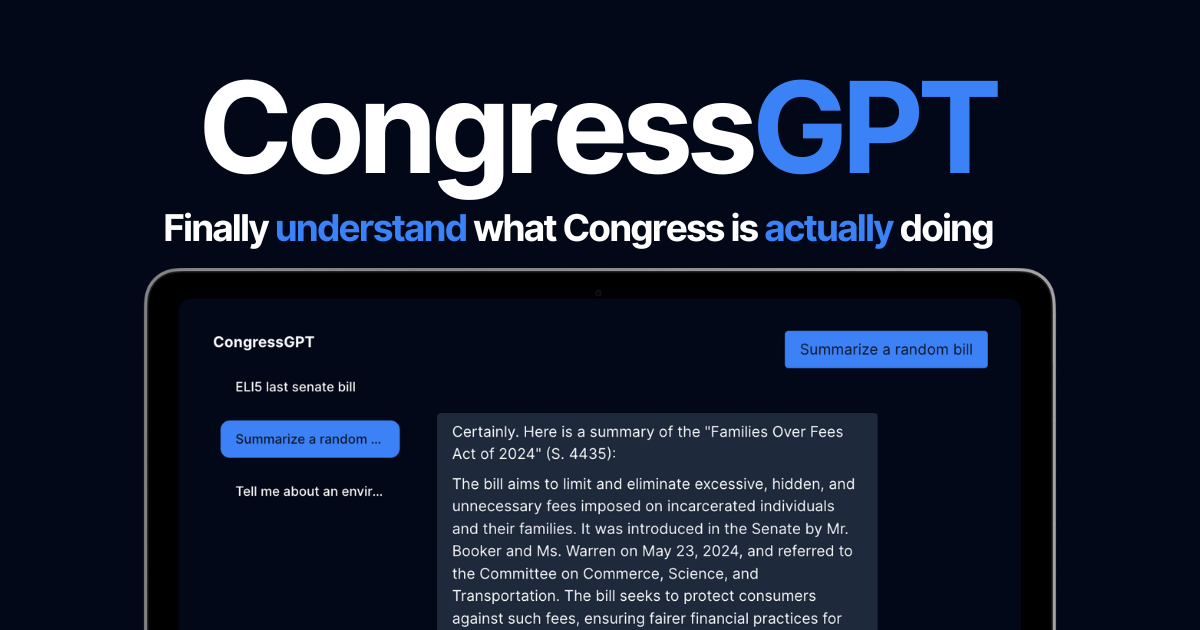 CongressGPT
Finally understand what Congress is actually doing
CongressGPT
Summarize a random bill
ELI5 last senate bill
Summarize a random ...
Tell me about an envir...
Certainly. Here is a summary of the "Families Over Fees
Act of 2024" (S. 4435):
The bill aims to limit and eliminate excessive, hidden, and
unnecessary fees imposed on incarcerated individuals
and their families. It was introduced in the Senate by Mr.
Booker and Ms. Warren on May 23, 2024, and referred to
the Committee on Commerce, Science, and
Transportation. The bill seeks to protect consumers
against such fees, ensuring fairer financial practices for